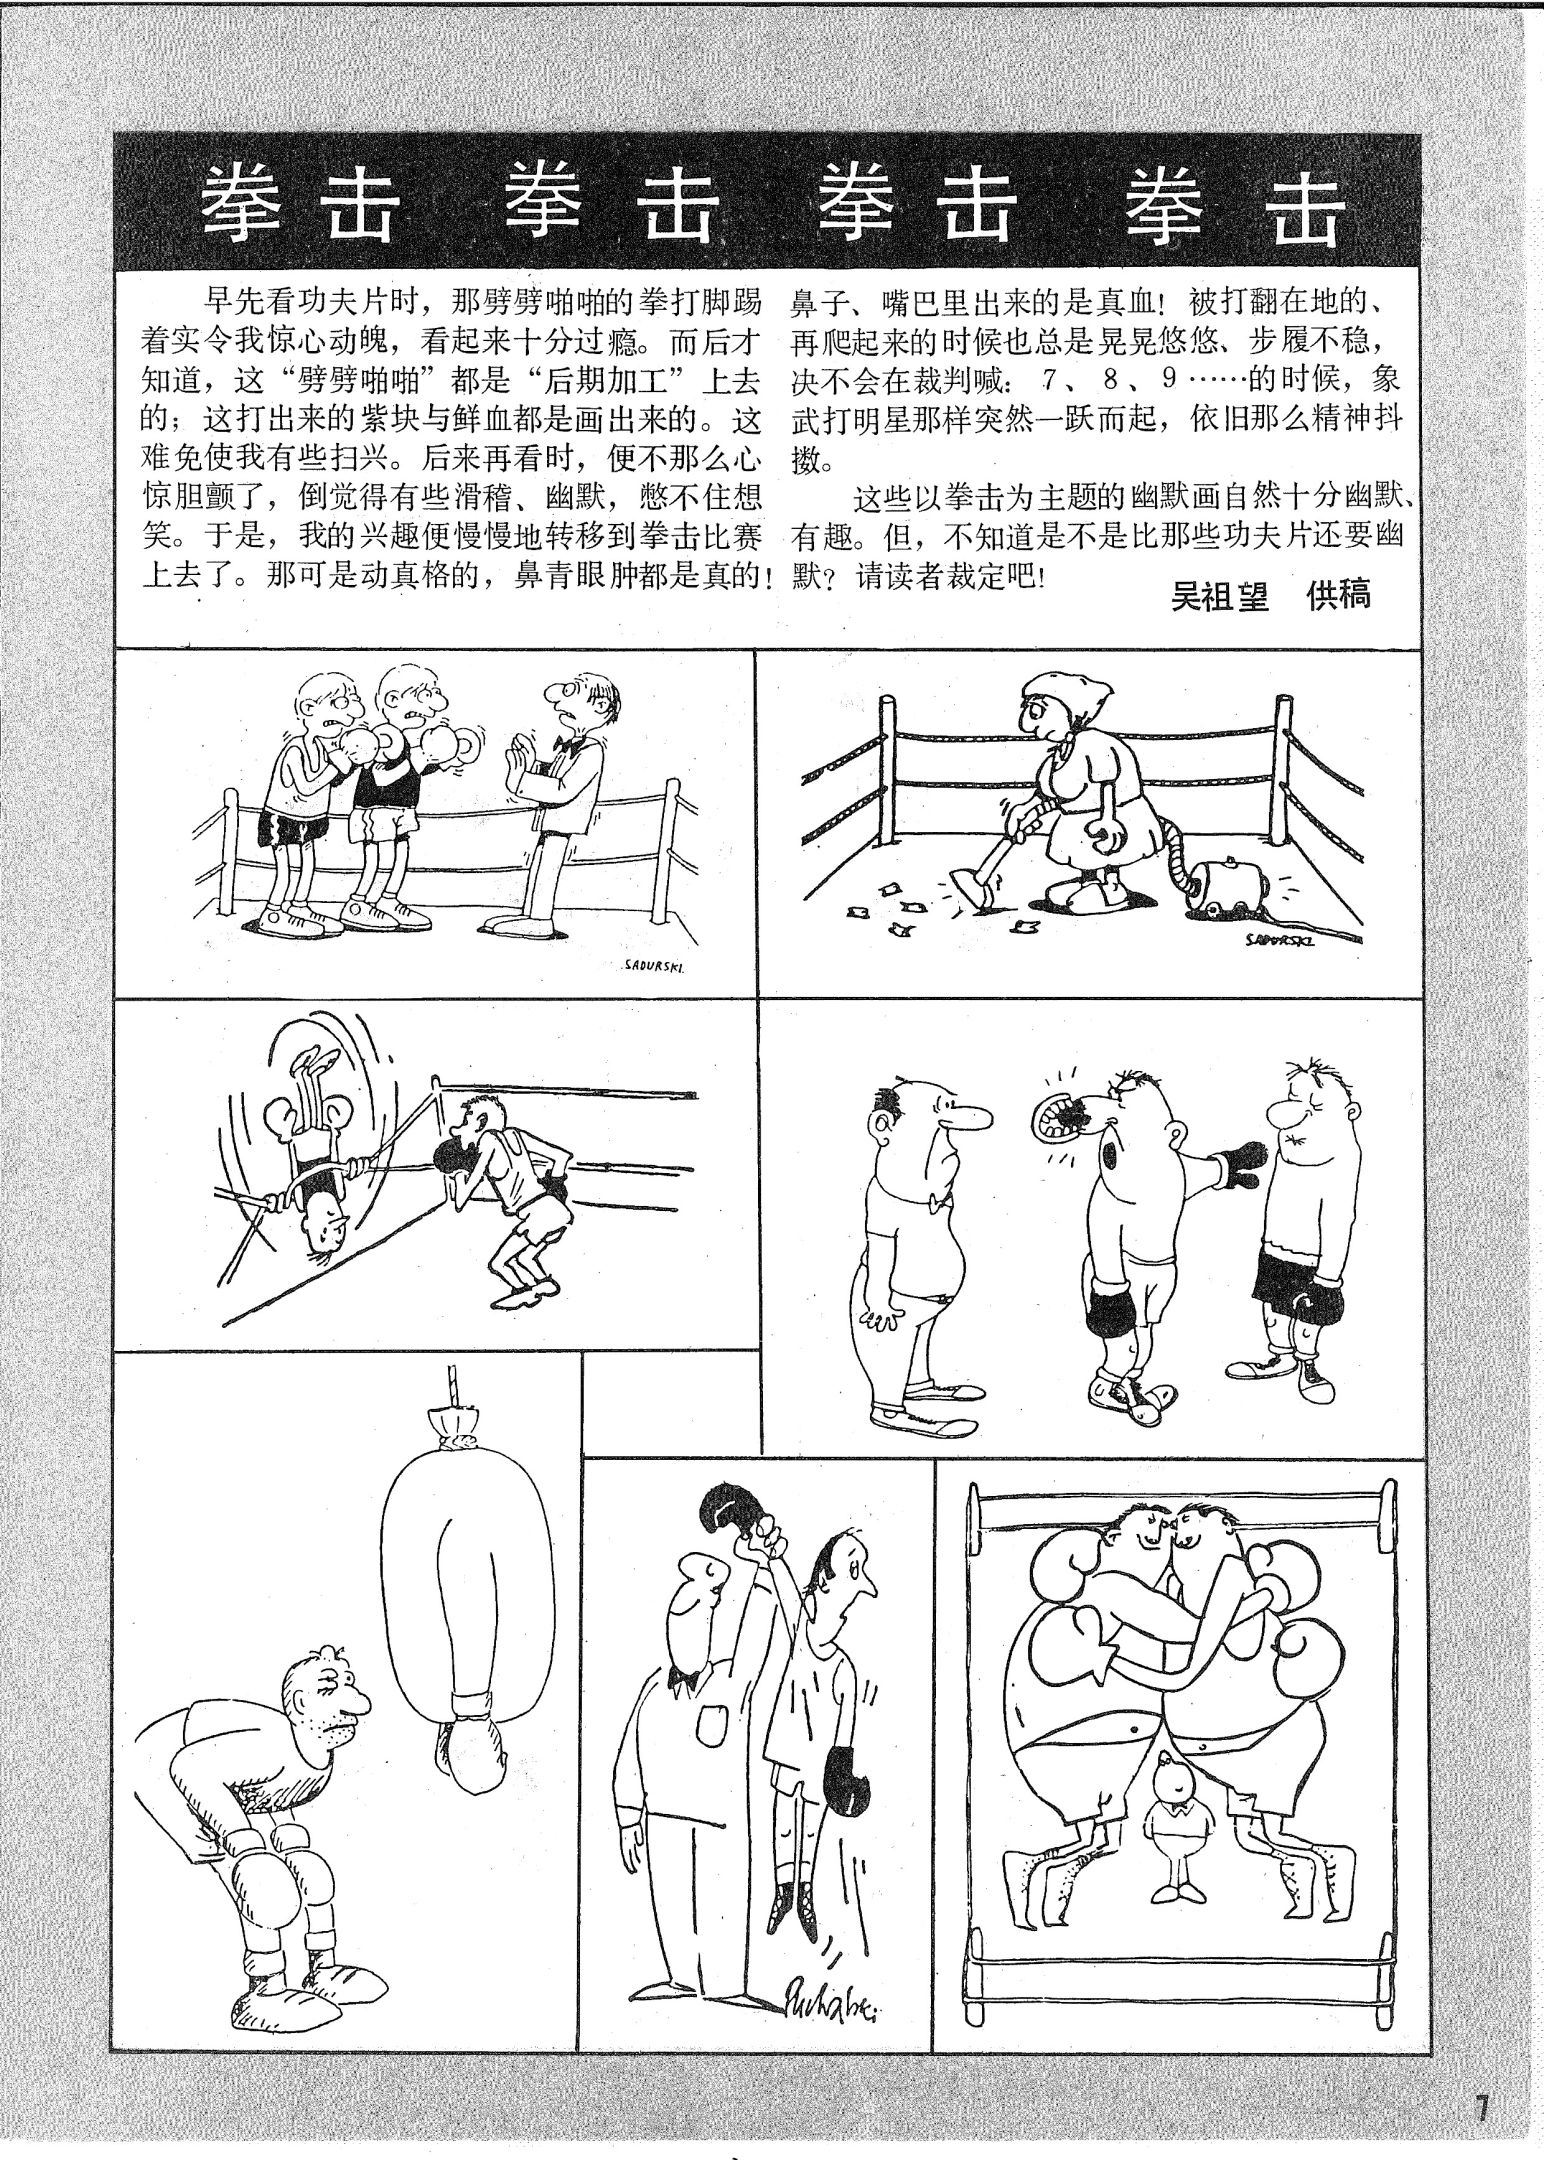 拳击 拳击 拳击 拳击
早先看功夫片时，那劈劈啪啪的拳打脚踢
着实令我惊心动魄，看起来十分过瘾。而后才
知道，这“劈劈啪啪”都是“后期加工”上去
的；这打出来的紫块与鲜血都是画出来的。这
难免使我有些扫兴。后来再看时，便不那么心
惊胆颤了，倒觉得有些滑稽、幽默，憋不住想
笑。于是，我的兴趣便慢慢地转移到拳击比赛
上去了。那可是动真格的，鼻青眼肿都是真的！
鼻子、嘴巴里出来的是真血！被打翻在地的、
再爬起来的时候也总是晃晃悠悠、步履不稳，
决不会在裁判喊：7、8、9……的时候，象
武打明星那样突然一跃而起，依旧那么精神抖
擞。
这些以拳击为主题的幽默画自然十分幽默、
有趣。但，不知道是不是比那些功夫片还要幽
默？请读者裁定吧！
吴祖望 供稿
SADURSKI.
SADURSKI
7